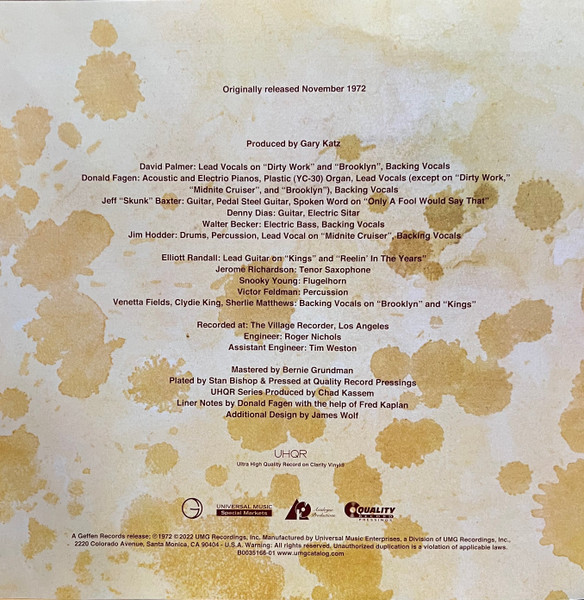 Originally released November 1972
Produced by Gary Katz
David Palmer: Lead Vocals on "Dirty Work" and "Brooklyn", Backing Vocals
Donald Fagen: Acoustic and Electrio Pianos, Plastic (YC-30) Organ, Lead Vocals (except on "Dirty Work,"
"Midnite Cruiser", and "Brooklyn"), Backing Vocals
Jeff "Skunk" Baxter: Guitar, Pedal Steel Guitar, Spoken Word on "Only A Fool Would Say That"
Denny Dias: Guitar, Electric Sitar
Walter Becker: Electric Bass, Backing Vocals
Jim Hodder: Drums, Percussion, Lead Vocal on "Midnite Cruiser", Backing Vocals
Elliott Randall: Lead Guitar on "Kings" and "Reelin' In The Years"
Jerome Richardson: Tenor Saxophone
Snooky Young: Flugelhorn
Victor Feldman: Percussion
Venetta Fields, Clydie King, Sherlie Matthews: Backing Vocals on "Brooklyn" and "Kings"
Recorded at: The Village Recorder, Los Angeles
Engineer: Roger Nichols
Assistant Engineer: Tim Weston
Mastered by Bernie Grundman
Plated by Stan Bishop & Pressed at Quality Record Pressings
UHQR Series Produced by Chad Kassem
Liner Notes by Donald Fagen with the help of Fred Kaplan
Additional Design by James Wolf
UHQR
Ultra High Quality Record on Clarity Vinyl®
UNIVERSAL MUSIC
Special Markets
Analogue
Productions
QUALITY
RECORD
PRESSINGS
A Geffen Records release; ℗1972 ©2022 UMG Recordings, Inc. Manufactured by Universal Music Enterprises, a Division of UMG Recordings, Inc.,
2220 Colorado Avenue, Santa Monica, CA 90404 - U.S.A. Warning: All rights reserved. Unauthorized duplication is a violation of applicable laws.
B0035166-01 www.umgcatalog.com